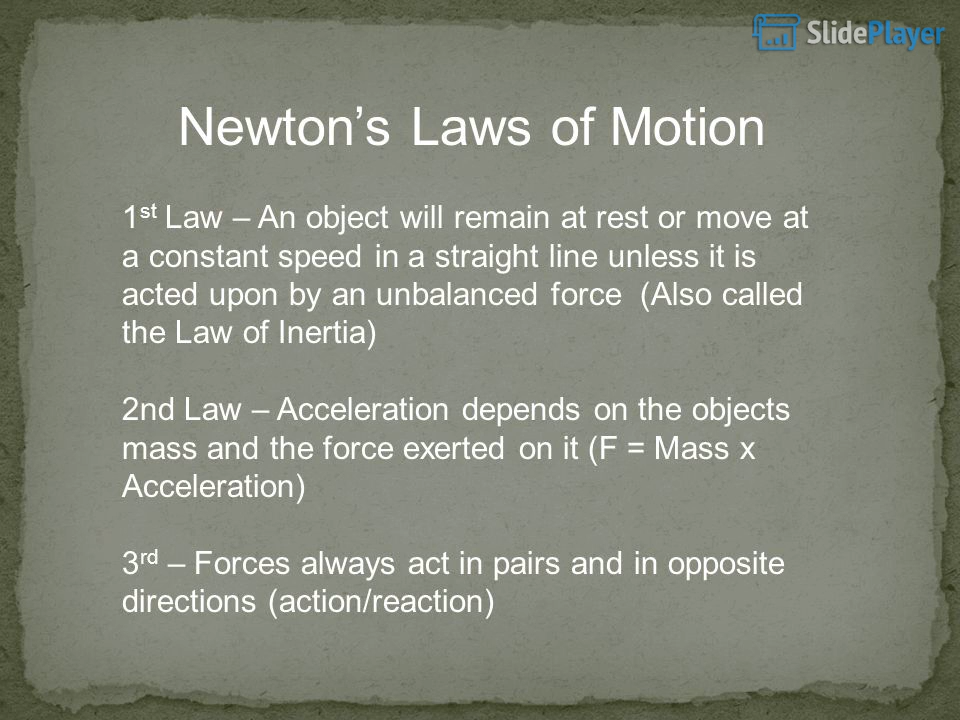 SlidePlayer
Newton’s Laws of Motion
1st Law – An object will remain at rest or move at
a constant speed in a straight line unless it is
acted upon by an unbalanced force (Also called
the Law of Inertia)
2nd Law – Acceleration depends on the objects
mass and the force exerted on it (F = Mass x
Acceleration)
3rd – Forces always act in pairs and in opposite
directions (action/reaction)